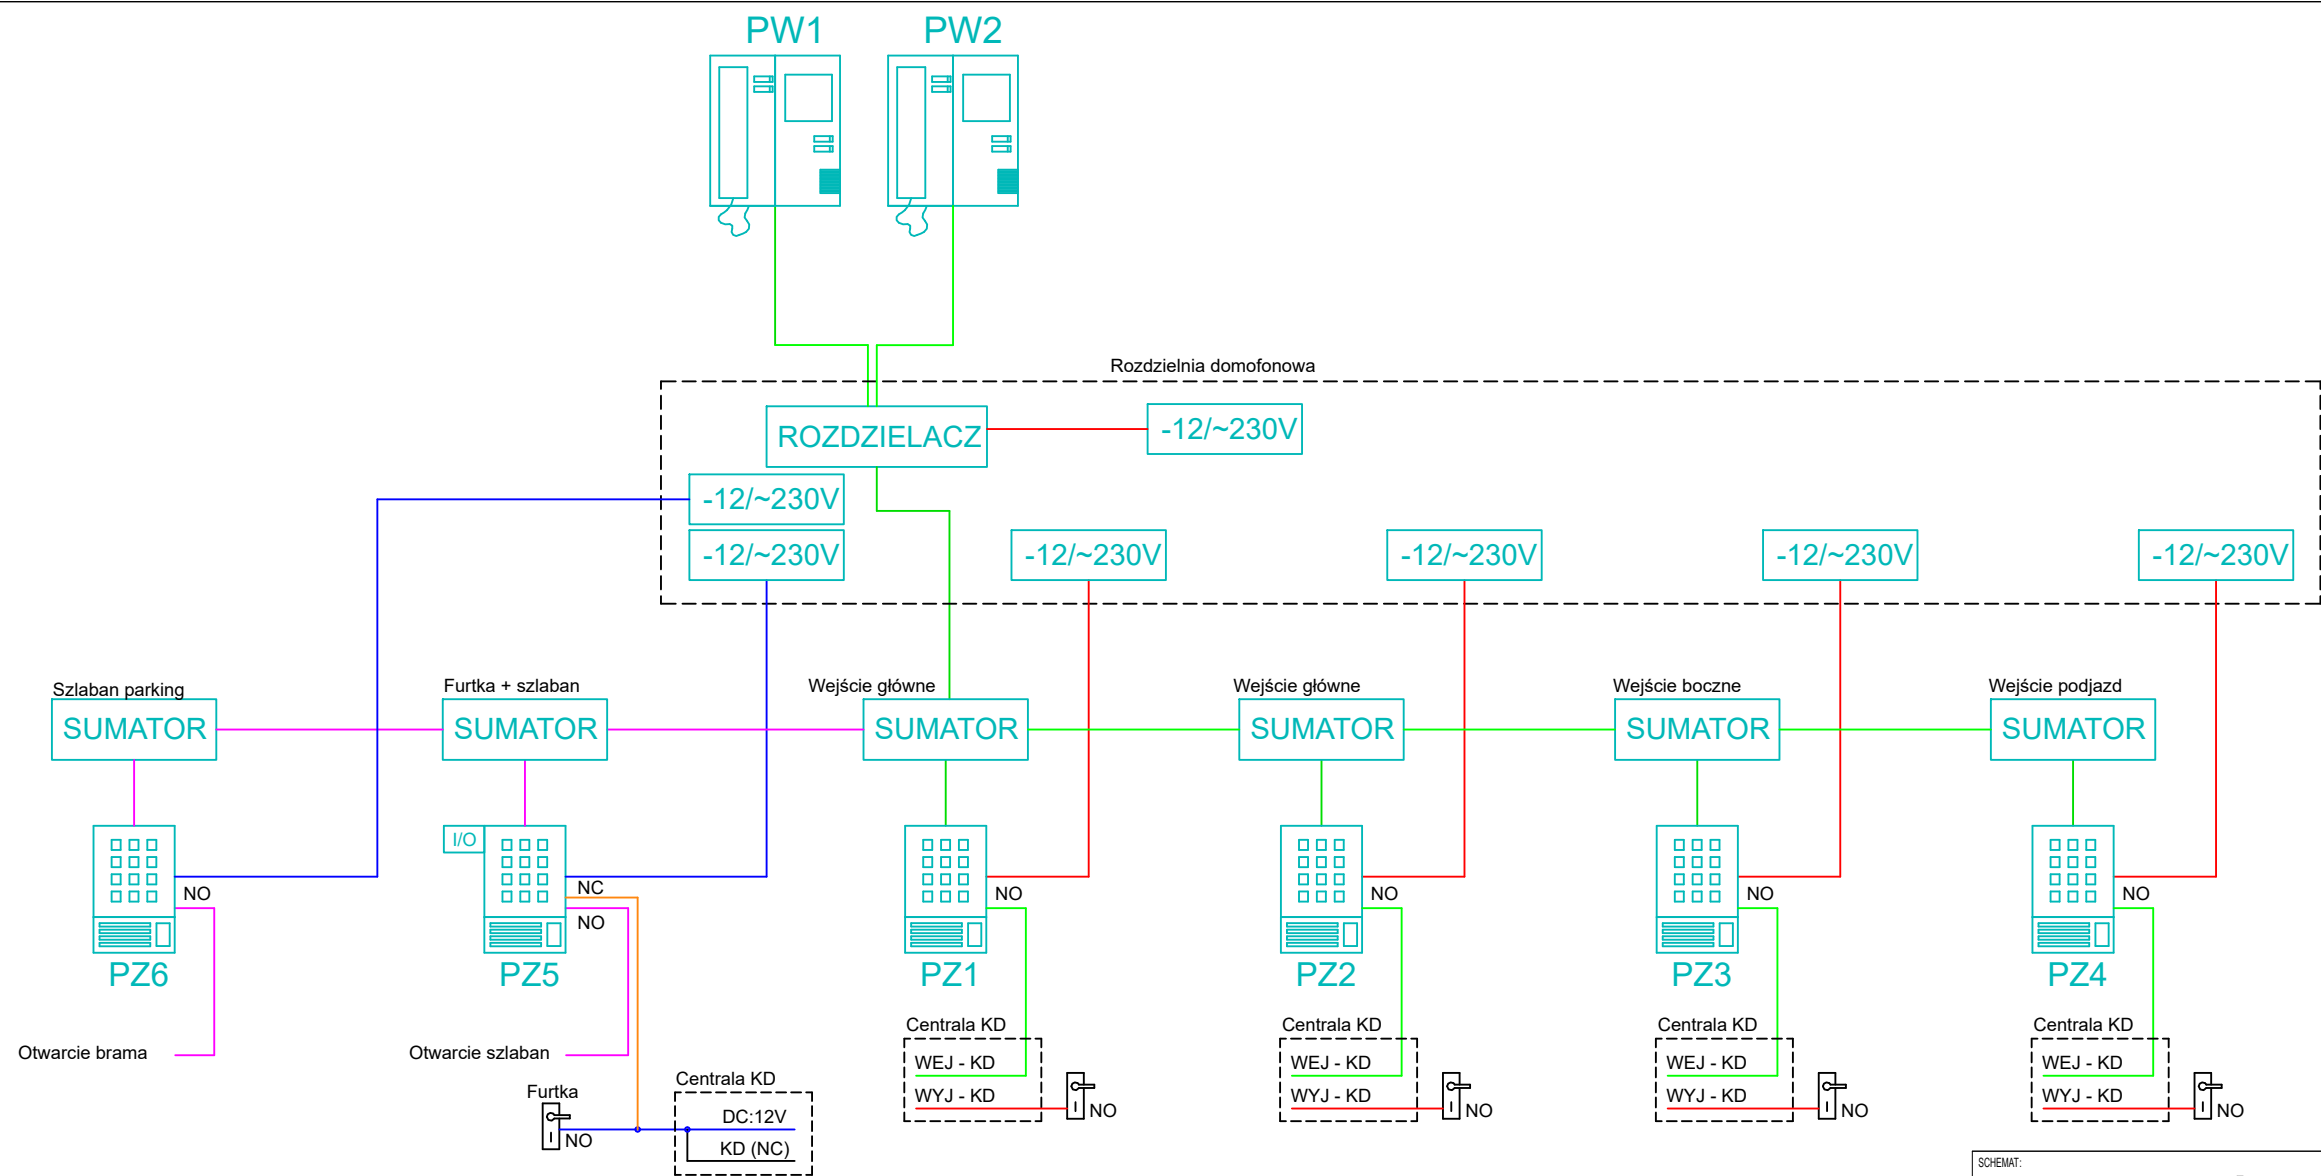 PW1
PW2
Rozdzielnia domofonowa
ROZDZIELACZ
-12/~230V
-12/~230V
-12/~230V
-12/~230V
-12/~230V
-12/~230V
-12/~230V
Szlaban parking
Furtka + szlaban
Wejście główne
Wejście główne
Wejście boczne
Wejście podjazd
SUMATOR
SUMATOR
SUMATOR
SUMATOR
SUMATOR
SUMATOR
I/O
NO
NC
NO
NO
NO
NO
NO
PZ6
PZ5
PZ1
PZ2
PZ3
PZ4
Otwarcie brama
Otwarcie szlaban
Centrala KD
Centrala KD
Centrala KD
Centrala KD
WEJ - KD
WEJ - KD
WEJ - KD
WEJ - KD
WYJ - KD
WYJ - KD
WYJ - KD
WYJ - KD
NO
NO
NO
NO
Furtka
NO
Centrala KD
DC:12V
KD (NC)
SCHEMAT: